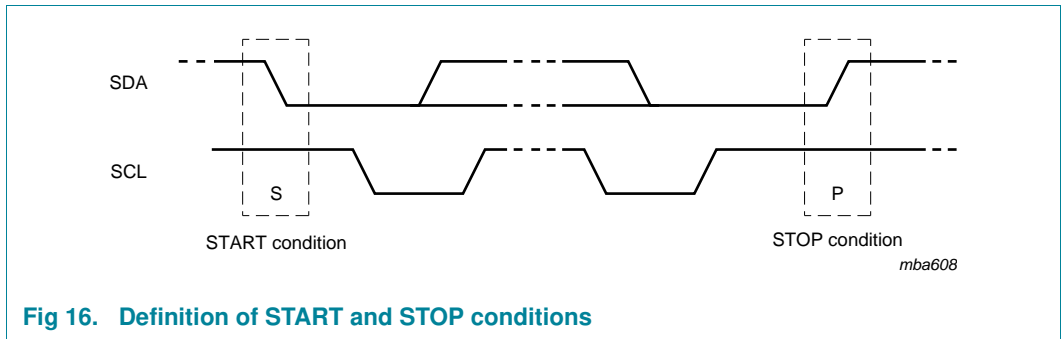 SDA
SCL
S
P
START condition
STOP condition
mba608
Fig 16. Definition of START and STOP conditions